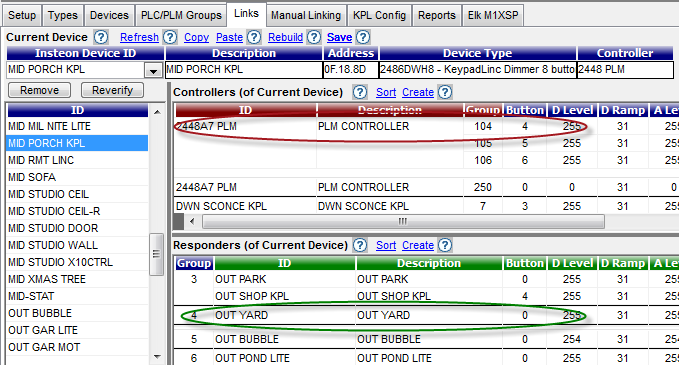 Setup Types Devices PLC/PLM Groups Links Manual Linking KPL Config Reports Elk M1XSP
Current Device ? Refresh ? Copy Paste ? Rebuild ? Save ?
Insteon Device ID Description Address Device Type Controller
MID PORCH KPL MID PORCH KPL 0F.18.8D 2486DWH8 - KeypadLinc Dimmer 8 butto 2448 PLM
Remove Reverify
ID
MID MIL NITE LITE
MID PORCH KPL
MID RMT LINC
MID SOFA
MID STUDIO CEIL
MID STUDIO CEIL-R
MID STUDIO DOOR
MID STUDIO WALL
MID STUDIO X10CTRL
MID XMAS TREE
MID-STAT
OUT BUBBLE
OUT GAR LITE
OUT GAR MOT
Controllers (of Current Device) ? Sort Create ?
ID Description Group Button D Level D Ramp A Le
2448A7 PLM PLM CONTROLLER 104 4 255 31 255
105 5 255 31 255
106 6 255 31 255
2448A7 PLM PLM CONTROLLER 250 0 0 31 0
DWN SCONCE KPL DWN SCONCE KPL 7 3 255 31 255
Responders (of Current Device) ? Sort Create ?
Group ID Description Button D Level D Ramp A L
3 OUT PARK OUT PARK 0 255 31 255
OUT SHOP KPL OUT SHOP KPL 4 255 31 255
4 OUT YARD OUT YARD 0 255 31 255
5 OUT BUBBLE OUT BUBBLE 0 254 31 254
6 OUT POND LITE OUT POND LITE 0 255 31 255